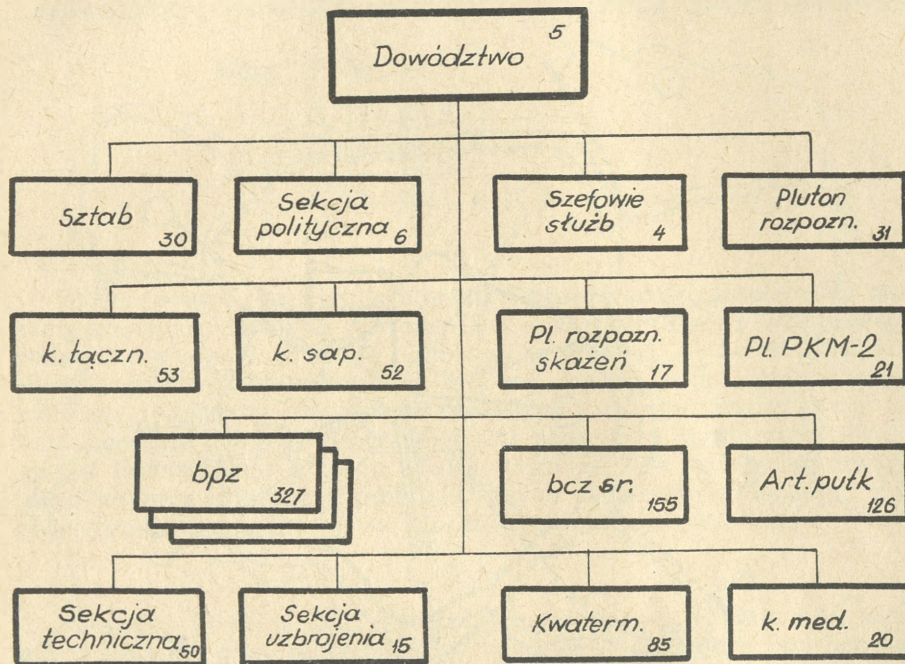 Dowództwo 5
Sztab 30
Sekcja
polityczna 6
Szefowie
służb 4
Pluton
rozpozn. 31
k. łączn. 53
k. sap. 52
Pl. rozpozn.
skażeń 17
Pl. PKM-2 21
bpz 327
bcz śr. 155
Art. pułk 126
Sekcja
techniczna 50
Sekcja
uzbrojenia 15
Kwaterm. 85
k. med. 20